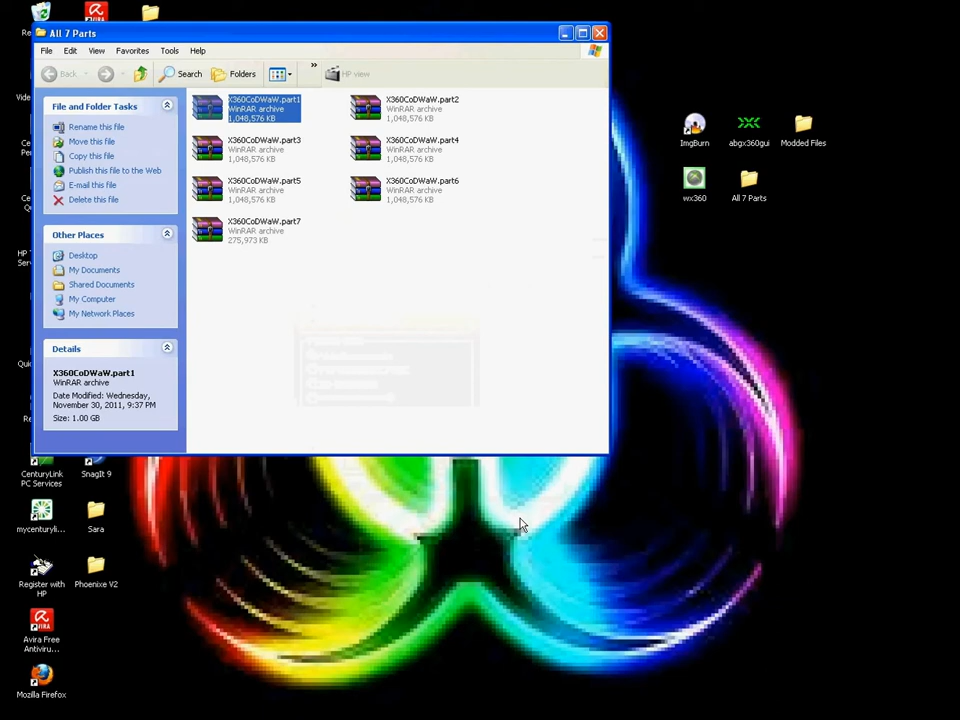 All 7 Parts
File Edit View Favorites Tools Help
Back Search Folders » HP view
File and Folder Tasks
Rename this file
Move this file
Copy this file
Publish this file to the Web
E-mail this file
Delete this file
Other Places
Desktop
My Documents
Shared Documents
My Computer
My Network Places
Details
X360CoDWaW.part1
WinRAR archive
Date Modified: Wednesday,
November 30, 2011, 9:37 PM
Size: 1.00 GB
X360CoDWaW.part1
WinRAR archive
1,048,576 KB
X360CoDWaW.part2
WinRAR archive
1,048,576 KB
X360CoDWaW.part3
WinRAR archive
1,048,576 KB
X360CoDWaW.part4
WinRAR archive
1,048,576 KB
X360CoDWaW.part5
WinRAR archive
1,048,576 KB
X360CoDWaW.part6
WinRAR archive
1,048,576 KB
X360CoDWaW.part7
WinRAR archive
275,973 KB
ImgBurn
abgx360gui
Modded Files
wx360
All 7 Parts
CenturyLink
PC Services
SnagIt 9
mycenturyli...
Sara
Register with
HP
Phoenixe V2
Avira Free
Antiviru...
Mozilla Firefox